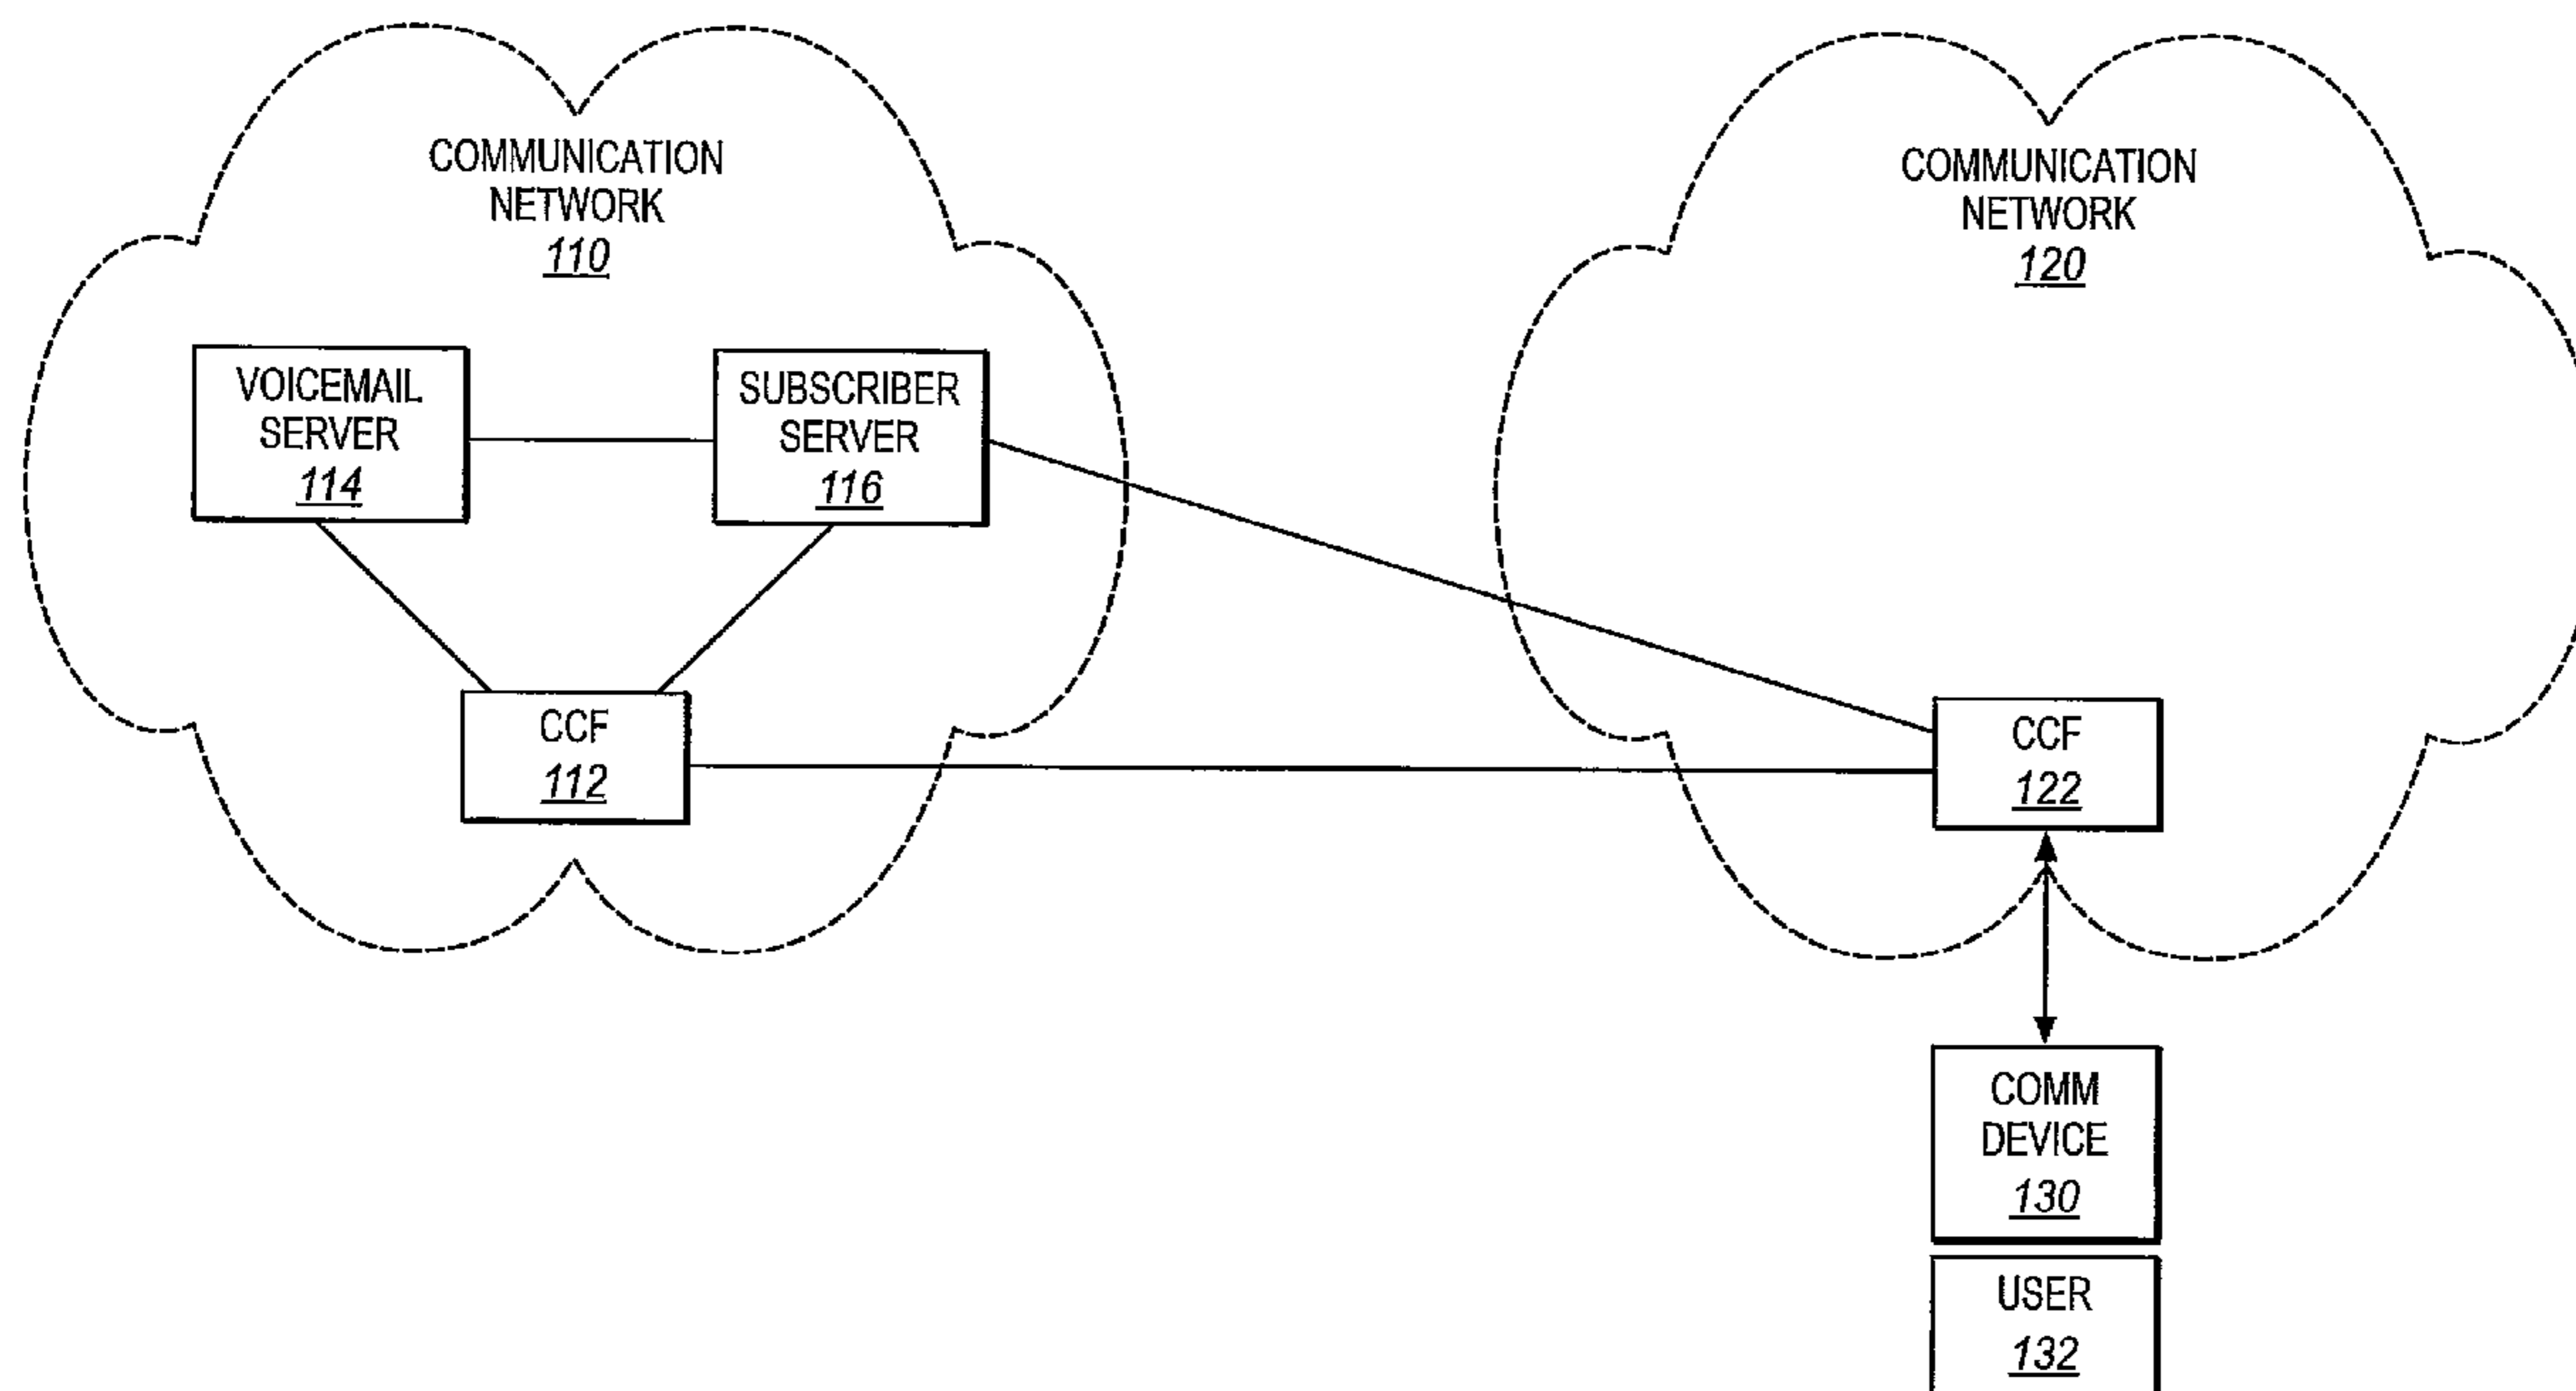 COMMUNICATION
NETWORK
110
COMMUNICATION
NETWORK
120
VOICEMAIL
SERVER
114
SUBSCRIBER
SERVER
116
CCF
112
CCF
122
COMM
DEVICE
130
USER
132